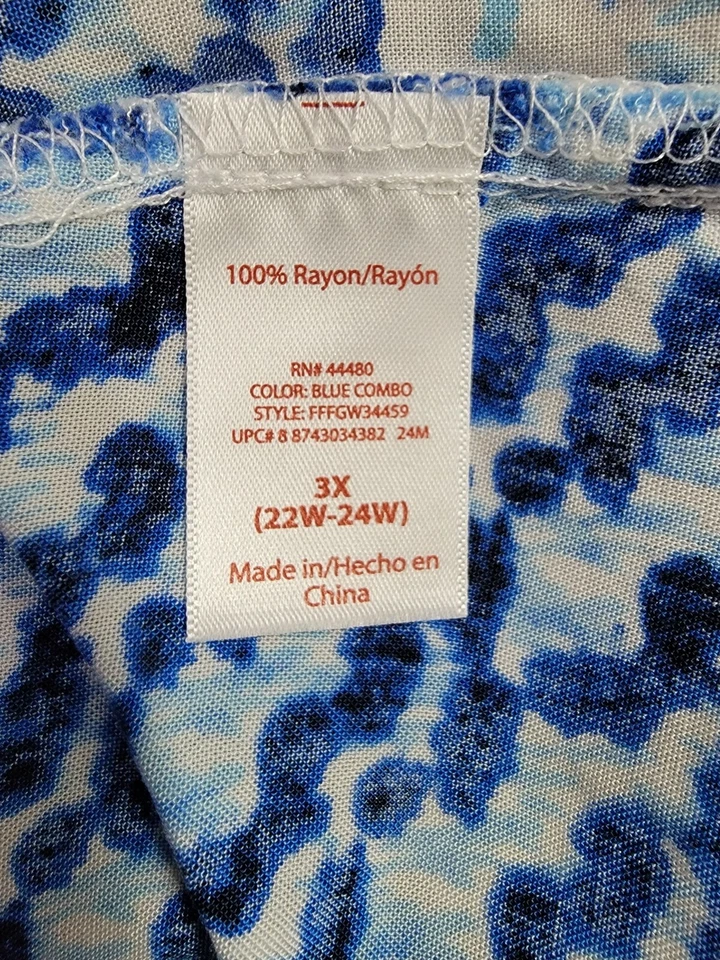 100% Rayon/Rayón
RN# 44480
COLOR: BLUE COMBO
STYLE: FFFGW34459
UPC# 8 8743034382 24M
3X
(22W-24W)
Made in/Hecho en
China